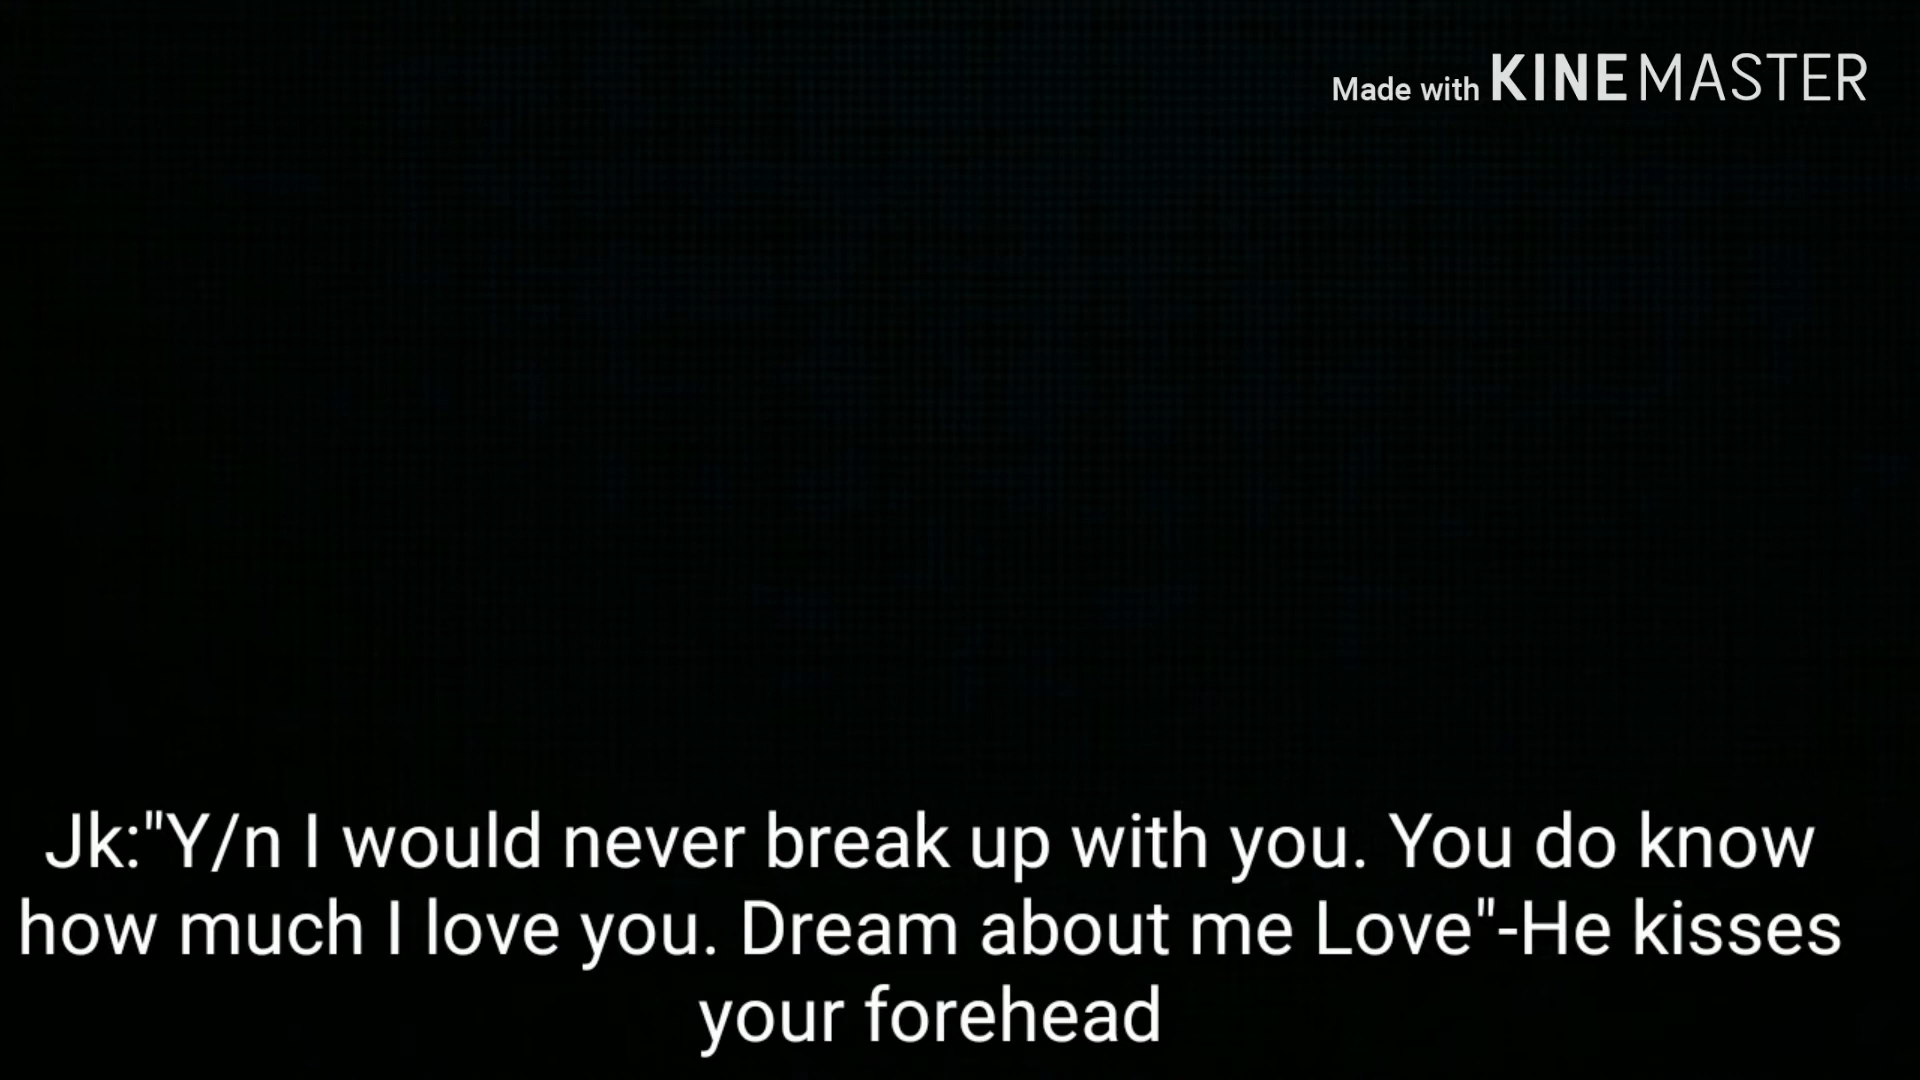 Made with KINEMASTER
Jk:"Y/n I would never break up with you. You do know
how much I love you. Dream about me Love"-He kisses
your forehead